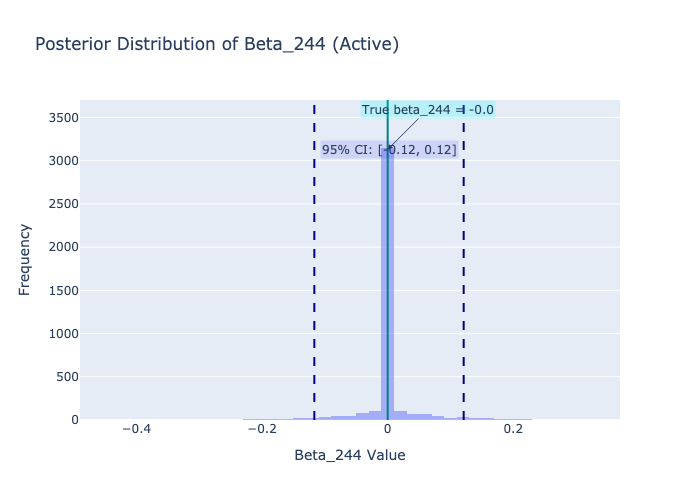 Posterior Distribution of Beta_244 (Active)
True beta_244 = -0.0
95% CI: [-0.12, 0.12]
3500
3000
2500
2000
1500
1000
500
0
Frequency
−0.4
−0.2
0
0.2
Beta_244 Value